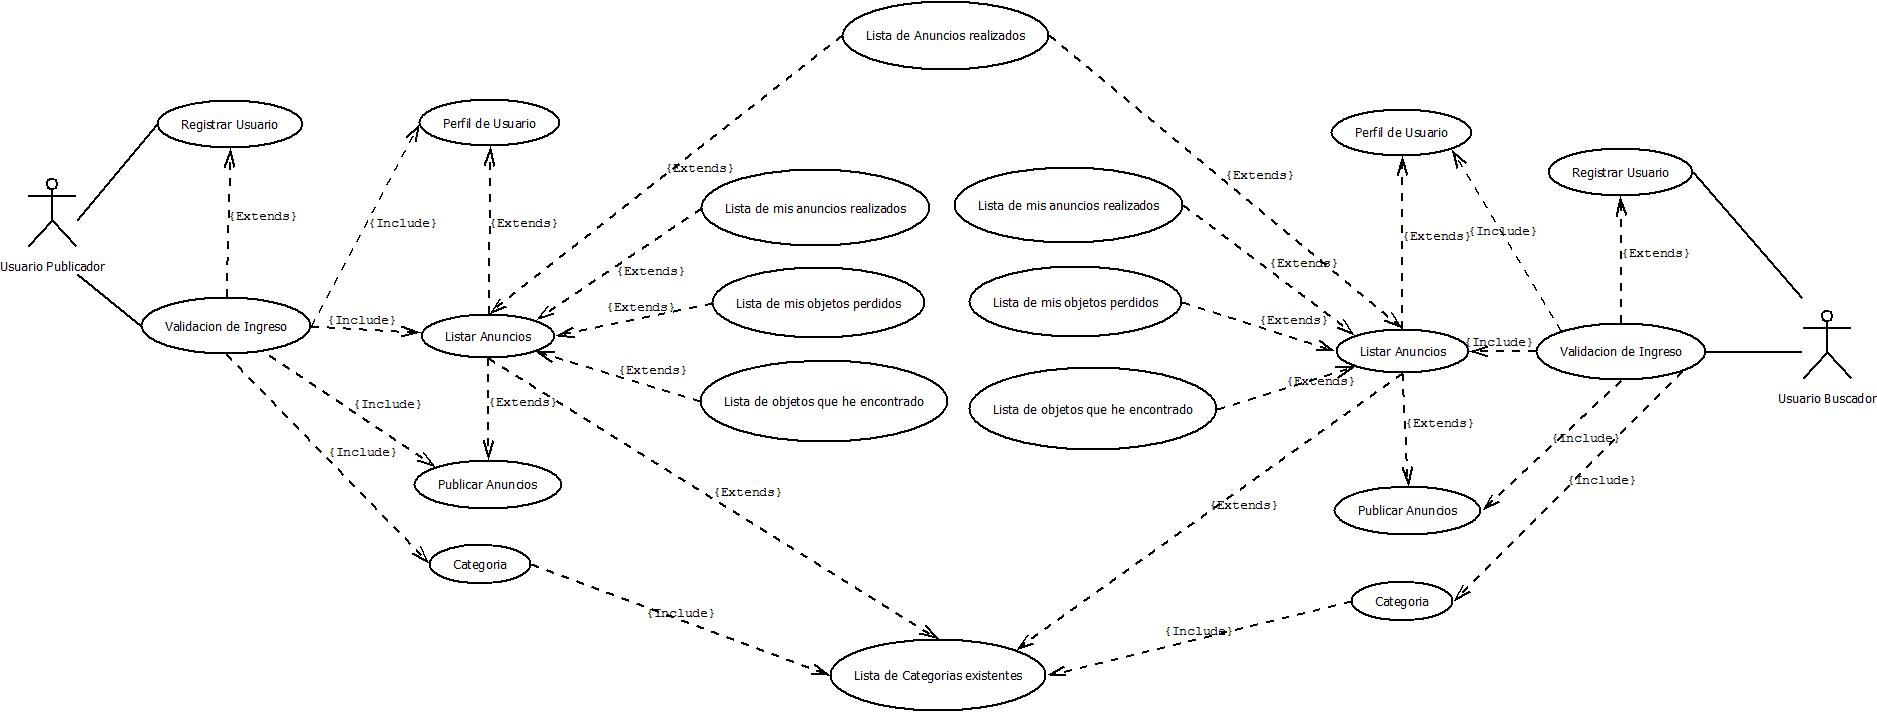 Lista de Anuncios realizados
Registrar Usuario
Perfil de Usuario
Perfil de Usuario
{Extends}
Registrar Usuario
{Extends}
Lista de mis anuncios realizados
Lista de mis anuncios realizados
{Extends}
{Include}
{Extends}
{Extends}
{Include}
{Extends}
Usuario Publicador
{Extends}
{Extends}
Lista de mis objetos perdidos
Lista de mis objetos perdidos
{Extends}
{Include}
{Extends}
Validacion de Ingreso
Listar Anuncios
{Include}
Listar Anuncios
Validacion de Ingreso
{Extends}
{Extends}
Usuario Buscador
{Include}
{Extends}
Lista de objetos que he encontrado
Lista de objetos que he encontrado
{Extends}
{Include}
{Include}
Publicar Anuncios
{Extends}
{Include}
{Extends}
Publicar Anuncios
Categoria
Categoria
{Include}
{Include}
Lista de Categorias existentes